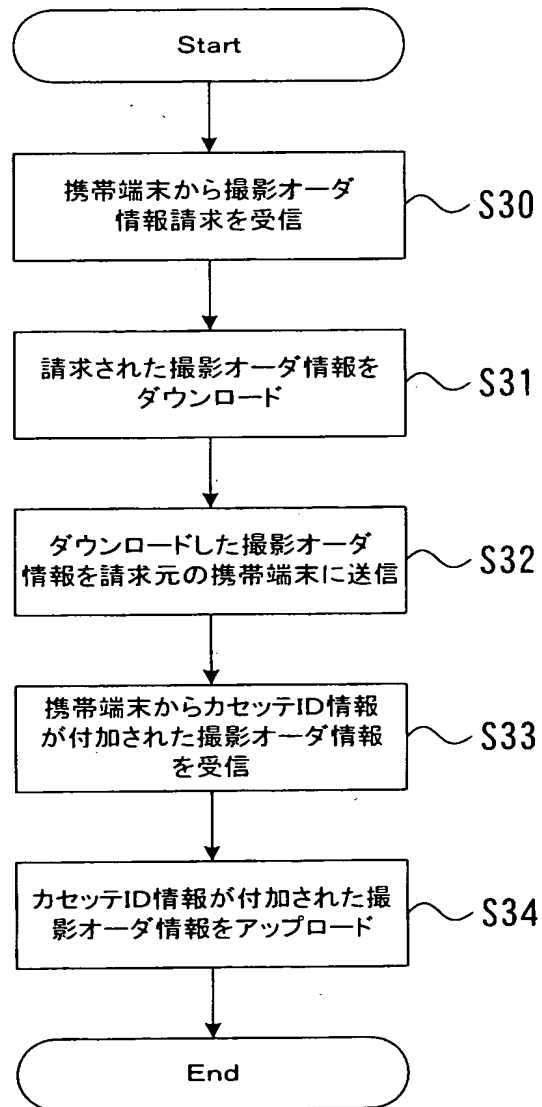 Start
携帯端末から撮影オーダ
情報請求を受信
S30
請求された撮影オーダ情報を
ダウンロード
S31
ダウンロードした撮影オーダ
情報を請求元の携帯端末に送信
S32
携帯端末からカセッテID情報
が付加された撮影オーダ情報
を受信
S33
カセッテID情報が付加された撮
影オーダ情報をアップロード
S34
End